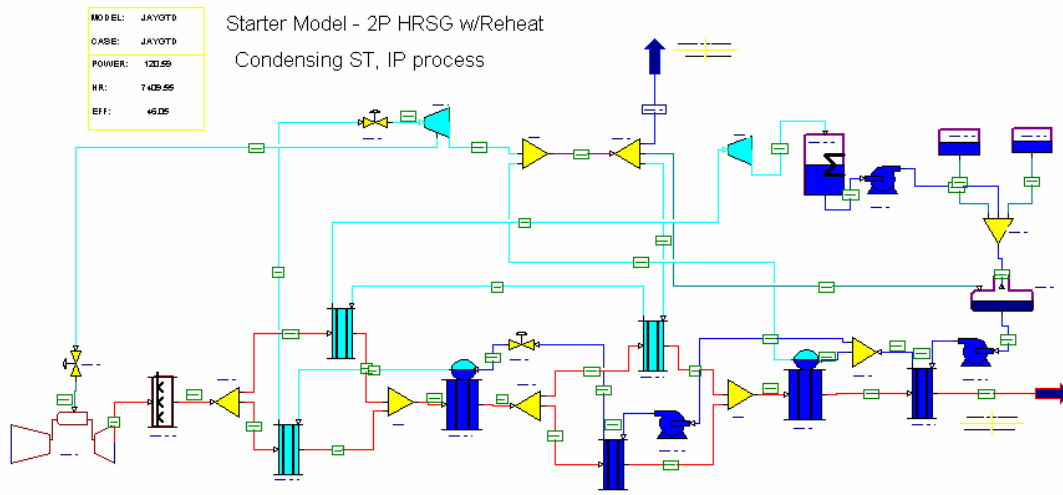 MODEL: JAYGTD
Starter Model - 2P HRSG w/Reheat
CASE: JAYGTD
Condensing ST, IP process
POWER: 120.59
HR: 7409.55
EFF: 46.05
Σ